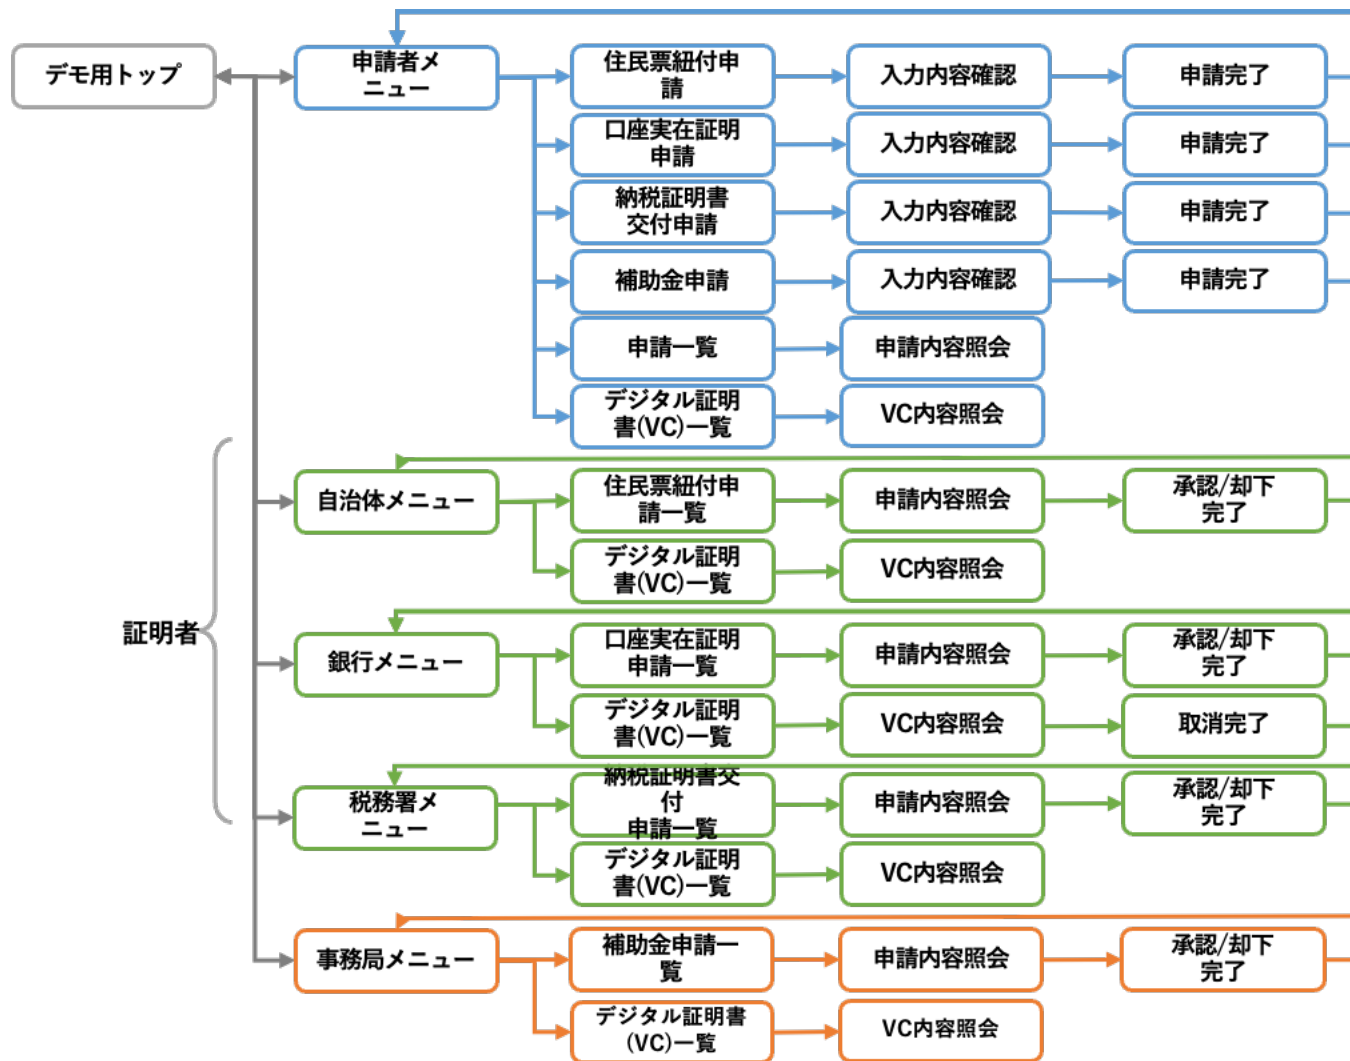 デモ用トップ
申請者メ
ニュー
住民票紐付申
請
入力内容確認
申請完了
口座実在証明
申請
入力内容確認
申請完了
納税証明書
交付申請
入力内容確認
申請完了
補助金申請
入力内容確認
申請完了
申請一覧
申請内容照会
デジタル証明
書(VC)一覧
VC内容照会
証明者
自治体メニュー
住民票紐付申
請一覧
申請内容照会
承認/却下
完了
デジタル証明
書(VC)一覧
VC内容照会
銀行メニュー
口座実在証明
申請一覧
申請内容照会
承認/却下
完了
デジタル証明
書(VC)一覧
VC内容照会
取消完了
税務署メ
ニュー
納税証明書交
付
申請一覧
申請内容照会
承認/却下
完了
デジタル証明
書(VC)一覧
VC内容照会
事務局メニュー
補助金申請一
覧
申請内容照会
承認/却下
完了
デジタル証明書
(VC)一覧
VC内容照会